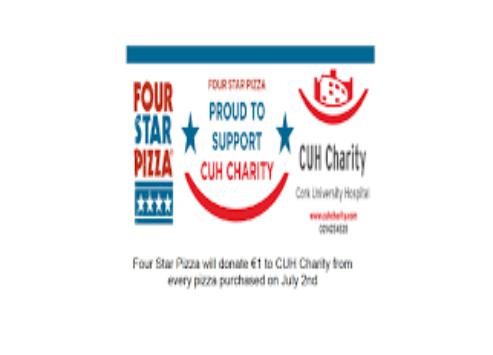 FOUR
STAR
PIZZA
FOUR STAR PIZZA
PROUD TO
SUPPORT
CUH CHARITY
CUH Charity
Cork University Hospital
www.cuhcharity.com
Four Star Pizza will donate €1 to CUH Charity from
every pizza purchased on July 2nd